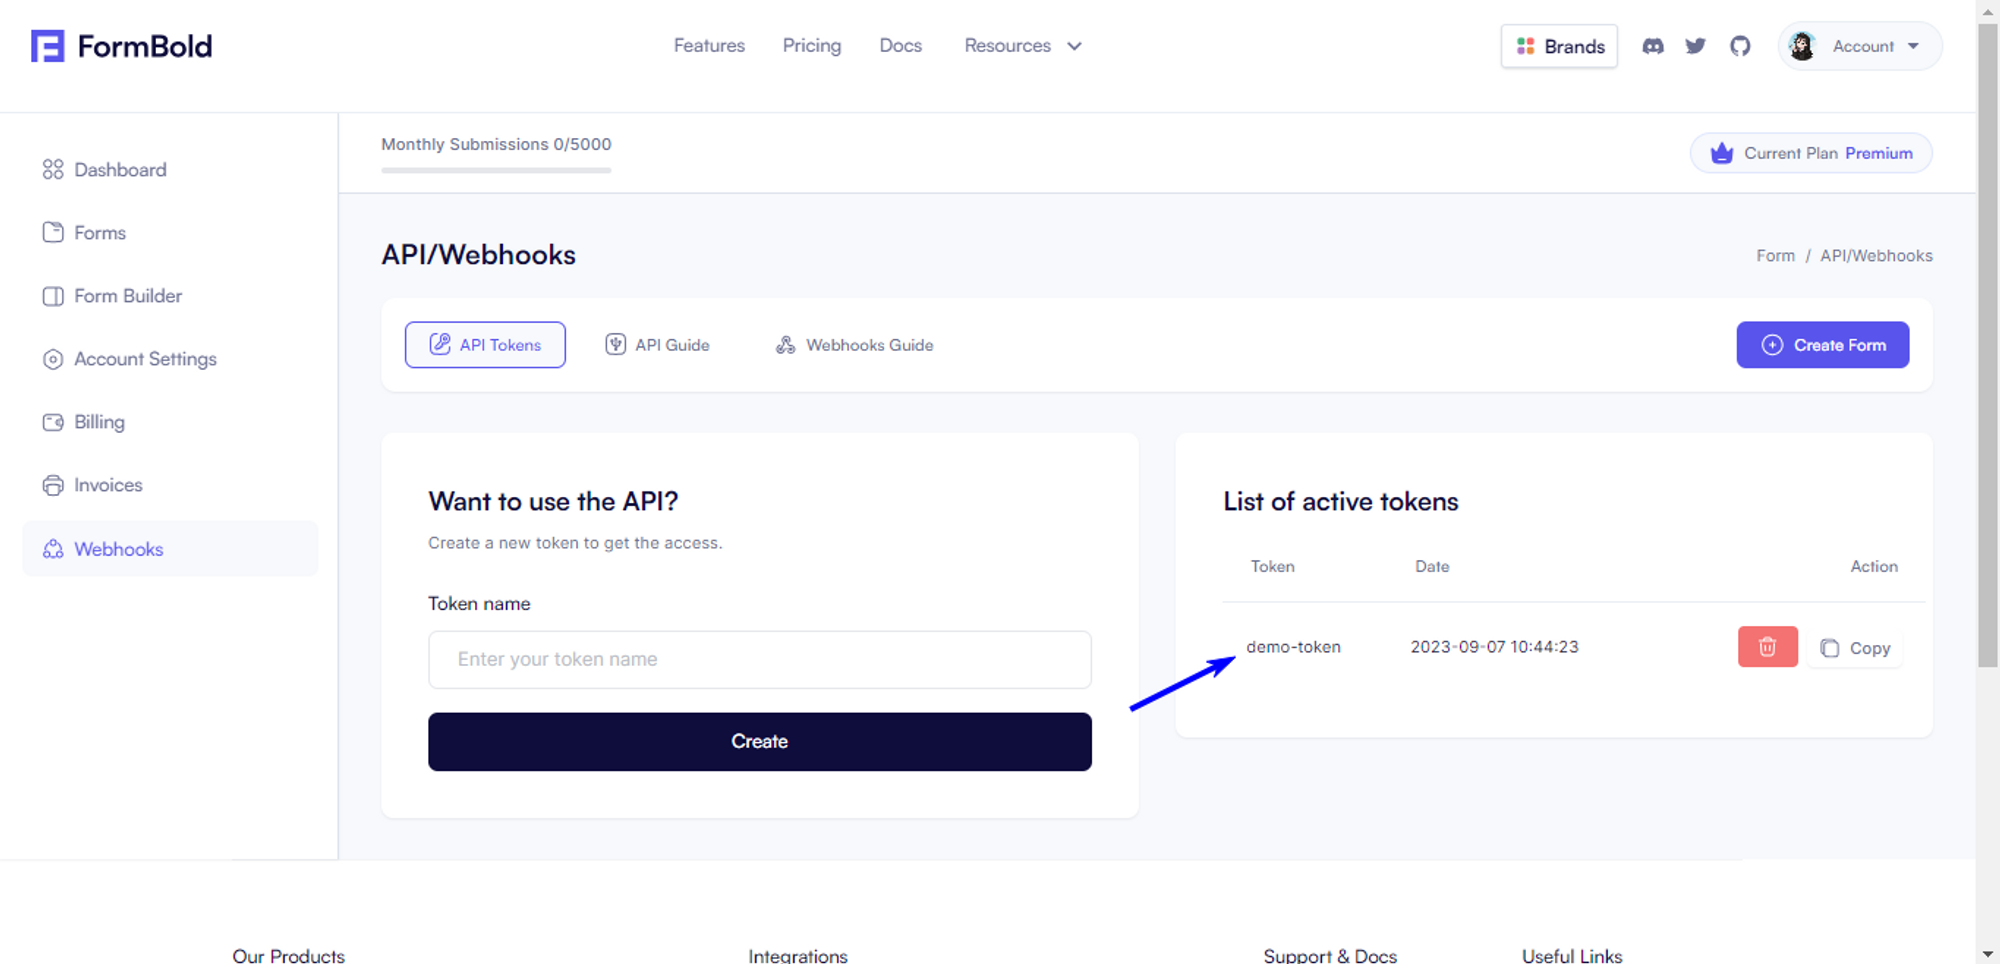 FormBold
Features Pricing Docs Resources
Brands Account
Monthly Submissions 0/5000
Current Plan Premium
Dashboard
Forms
Form Builder
Account Settings
Billing
Invoices
Webhooks
API/Webhooks
Form / API/Webhooks
API Tokens API Guide Webhooks Guide
Create Form
Want to use the API?
Create a new token to get the access.
Token name
Enter your token name
Create
List of active tokens
Token Date Action
demo-token 2023-09-07 10:44:23 Copy
Our Products Integrations Support & Docs Useful Links